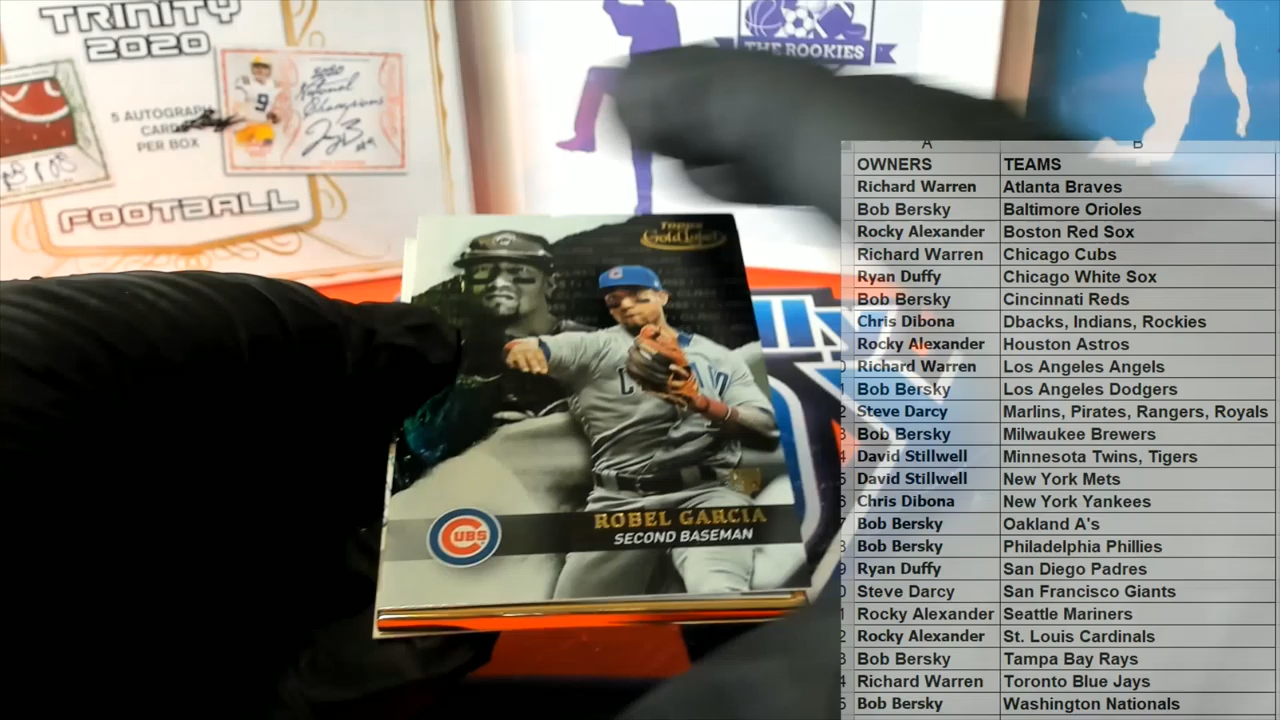 TRINITY
2020
5 AUTOGRAPH
CARDS
PER BOX
2020
National
Champions
FOOTBALL
THE ROOKIES
TOPPS
Gold Label
CUBS
ROBEL GARCIA
SECOND BASEMAN
A B
OWNERS TEAMS
Richard Warren Atlanta Braves
Bob Bersky Baltimore Orioles
Rocky Alexander Boston Red Sox
Richard Warren Chicago Cubs
Ryan Duffy Chicago White Sox
Bob Bersky Cincinnati Reds
Chris Dibona Dbacks, Indians, Rockies
Rocky Alexander Houston Astros
Richard Warren Los Angeles Angels
Bob Bersky Los Angeles Dodgers
Steve Darcy Marlins, Pirates, Rangers, Royals
Bob Bersky Milwaukee Brewers
David Stillwell Minnesota Twins, Tigers
David Stillwell New York Mets
Chris Dibona New York Yankees
Bob Bersky Oakland A's
Bob Bersky Philadelphia Phillies
Ryan Duffy San Diego Padres
Steve Darcy San Francisco Giants
Rocky Alexander Seattle Mariners
Rocky Alexander St. Louis Cardinals
Bob Bersky Tampa Bay Rays
Richard Warren Toronto Blue Jays
Bob Bersky Washington Nationals